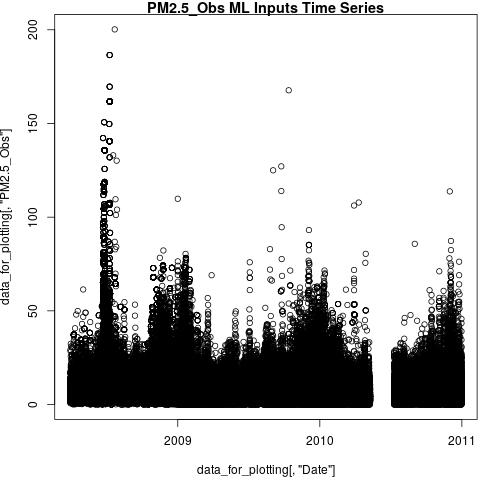 PM2.5_Obs ML Inputs Time Series
data_for_plotting[, "PM2.5_Obs"]
200
150
100
50
0
2009
2010
2011
data_for_plotting[, "Date"]